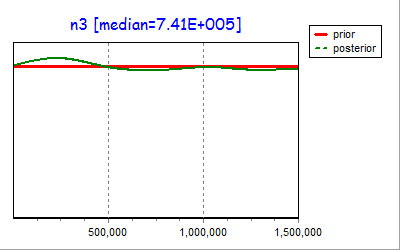 n3 [median=7.41E+005]
prior
posterior
500,000
1,000,000
1,500,000